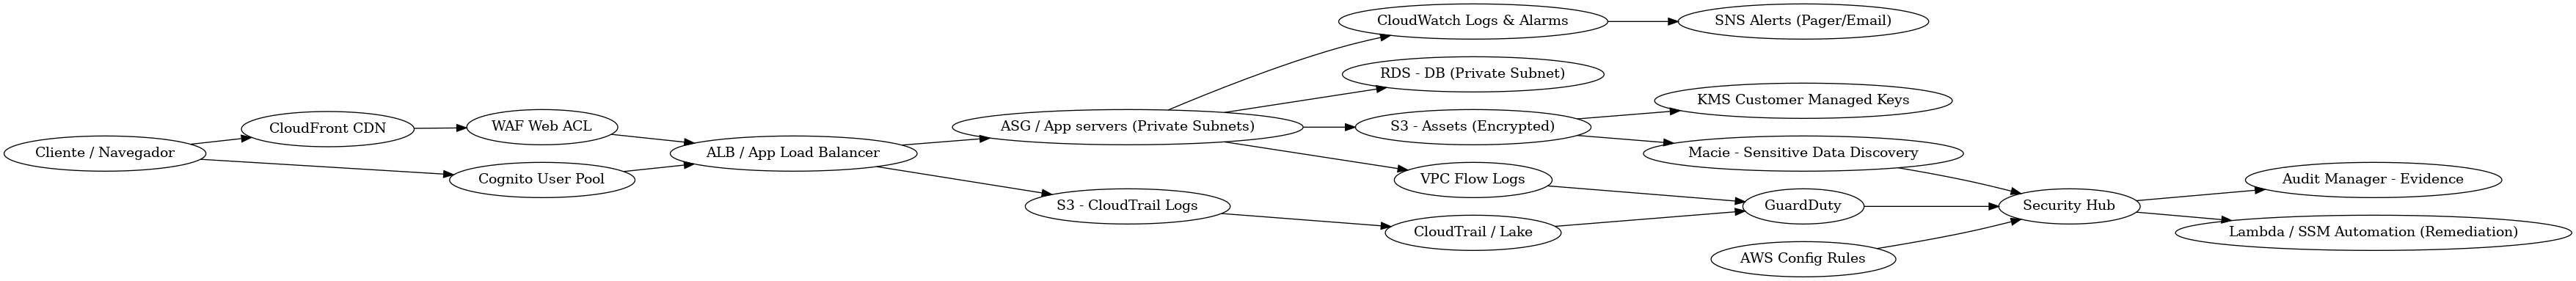 Cliente / Navegador
CloudFront CDN
WAF Web ACL
Cognito User Pool
ALB / App Load Balancer
ASG / App servers (Private Subnets)
S3 - CloudTrail Logs
CloudWatch Logs & Alarms
RDS - DB (Private Subnet)
S3 - Assets (Encrypted)
VPC Flow Logs
CloudTrail / Lake
SNS Alerts (Pager/Email)
KMS Customer Managed Keys
Macie - Sensitive Data Discovery
GuardDuty
AWS Config Rules
Security Hub
Audit Manager - Evidence
Lambda / SSM Automation (Remediation)